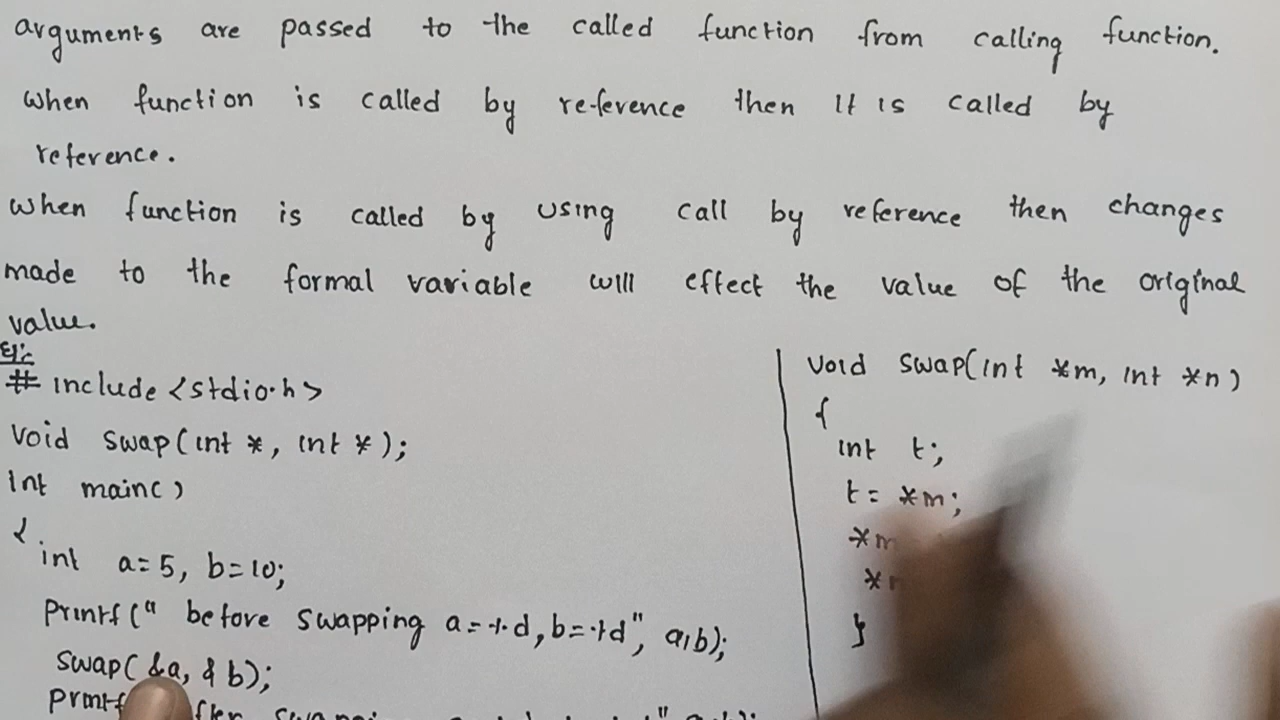 arguments are passed to the called function from calling function.
when function is called by reference then it is called by
reference.
when function is called by using call by reference then changes
made to the formal variable will effect the value of the original
value.
Ex:
# include <stdio.h>
void swap(int *, int *);
int main()
{
int a=5, b=10;
printf(" before swapping a=%d,b=%d", a,b);
swap( &a, &b);
void swap(int *m, int *n)
{
int t;
t= *m;
*m
}